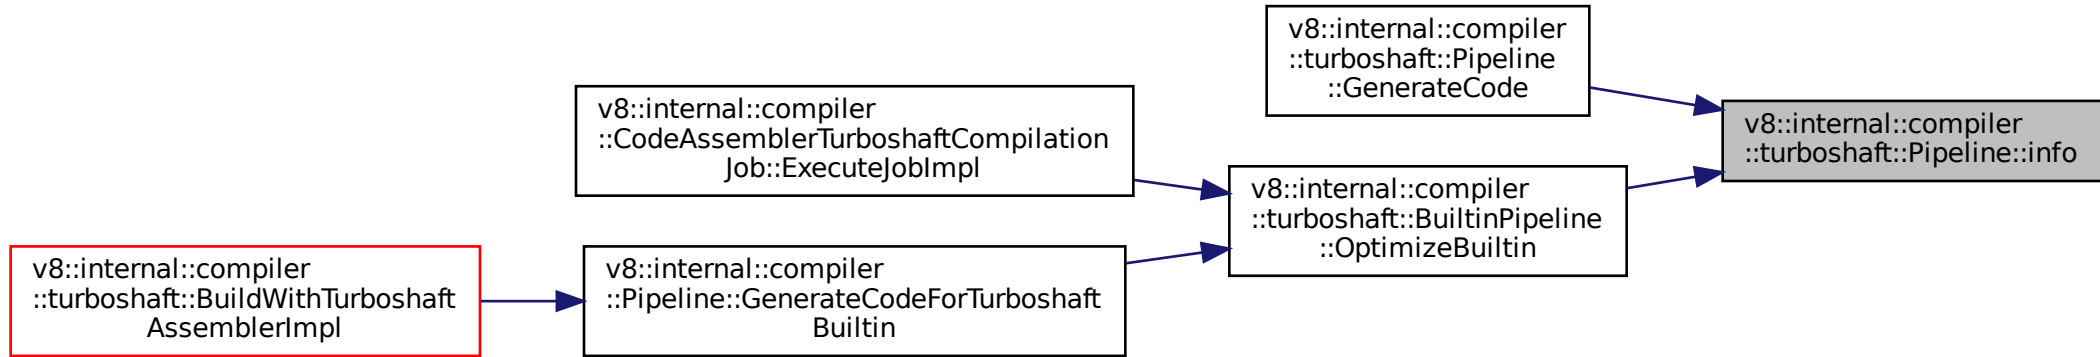 v8::internal::compiler
::turboshaft::Pipeline
::GenerateCode
v8::internal::compiler
::CodeAssemblerTurboshaftCompilation
Job::ExecuteJobImpl
v8::internal::compiler
::turboshaft::Pipeline::info
v8::internal::compiler
::turboshaft::BuiltinPipeline
::OptimizeBuiltin
v8::internal::compiler
::turboshaft::BuildWithTurboshaft
AssemblerImpl
v8::internal::compiler
::Pipeline::GenerateCodeForTurboshaft
Builtin